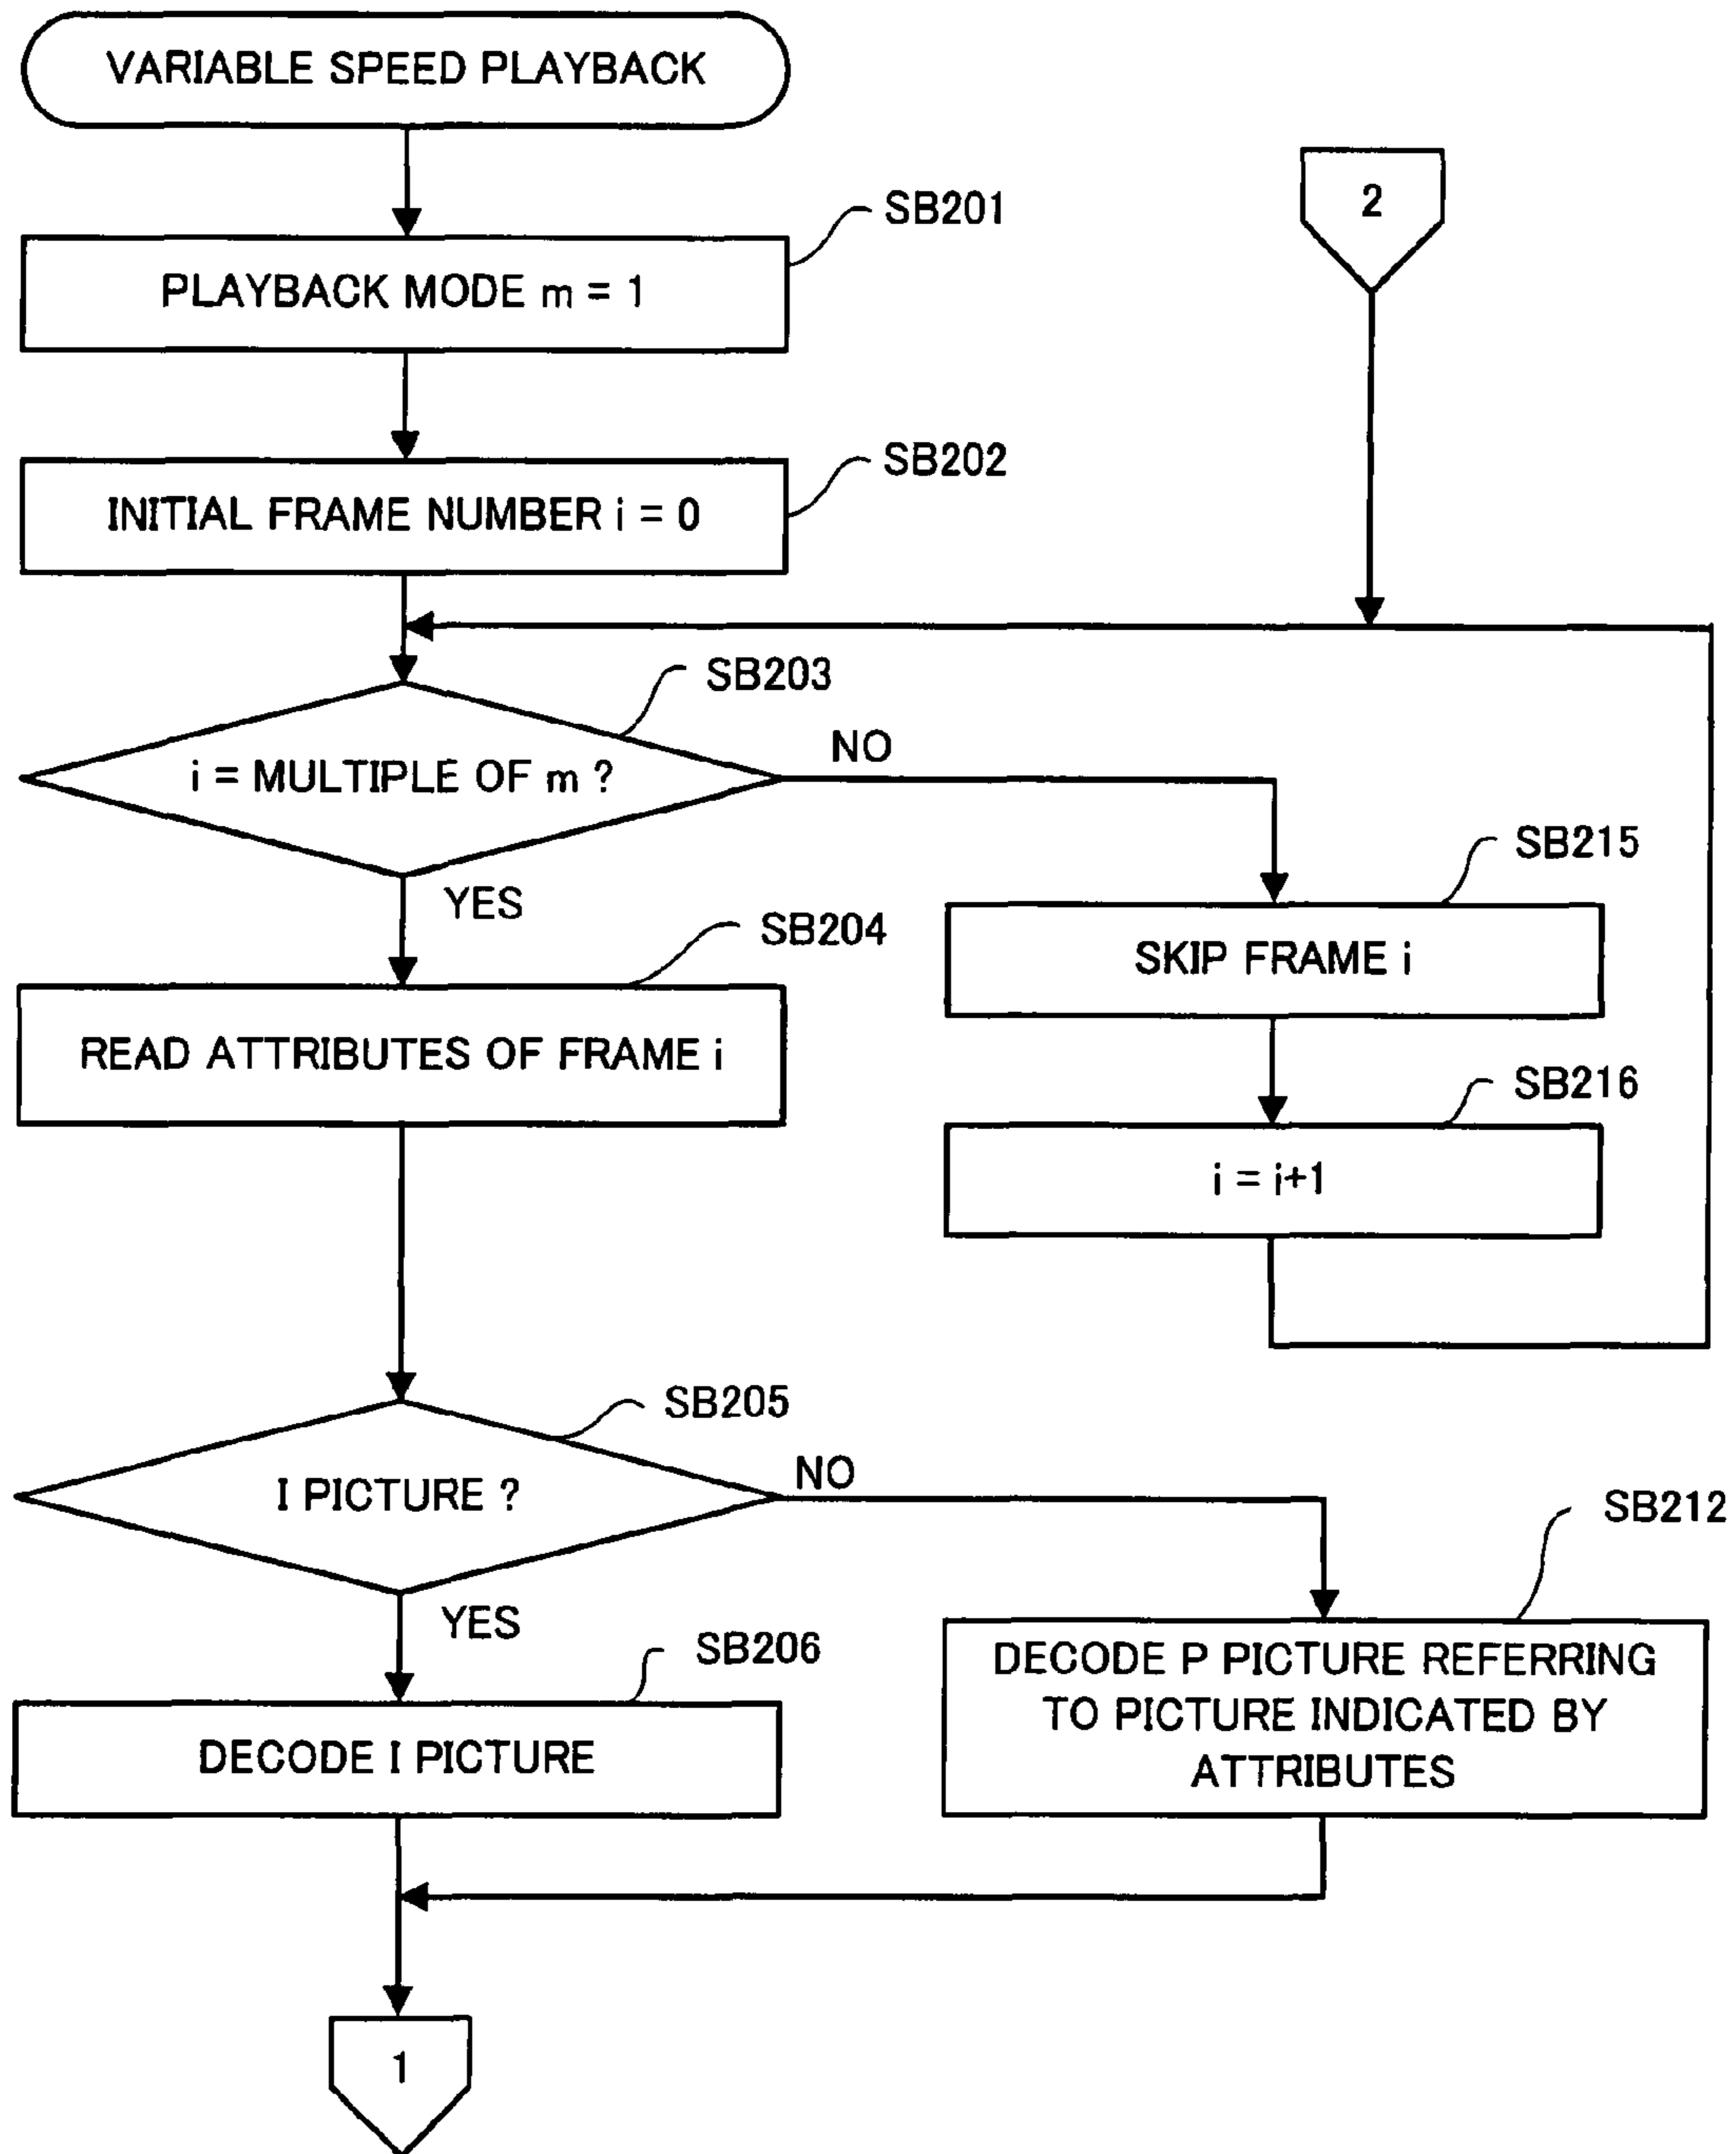 VARIABLE SPEED PLAYBACK
2
SB201
PLAYBACK MODE m = 1
SB202
INITIAL FRAME NUMBER i = 0
SB203
i = MULTIPLE OF m ?
NO
YES
SB215
SKIP FRAME i
SB204
READ ATTRIBUTES OF FRAME i
SB216
i = i+1
SB205
I PICTURE ?
NO
YES
SB212
DECODE P PICTURE REFERRING
TO PICTURE INDICATED BY
ATTRIBUTES
SB206
DECODE I PICTURE
1